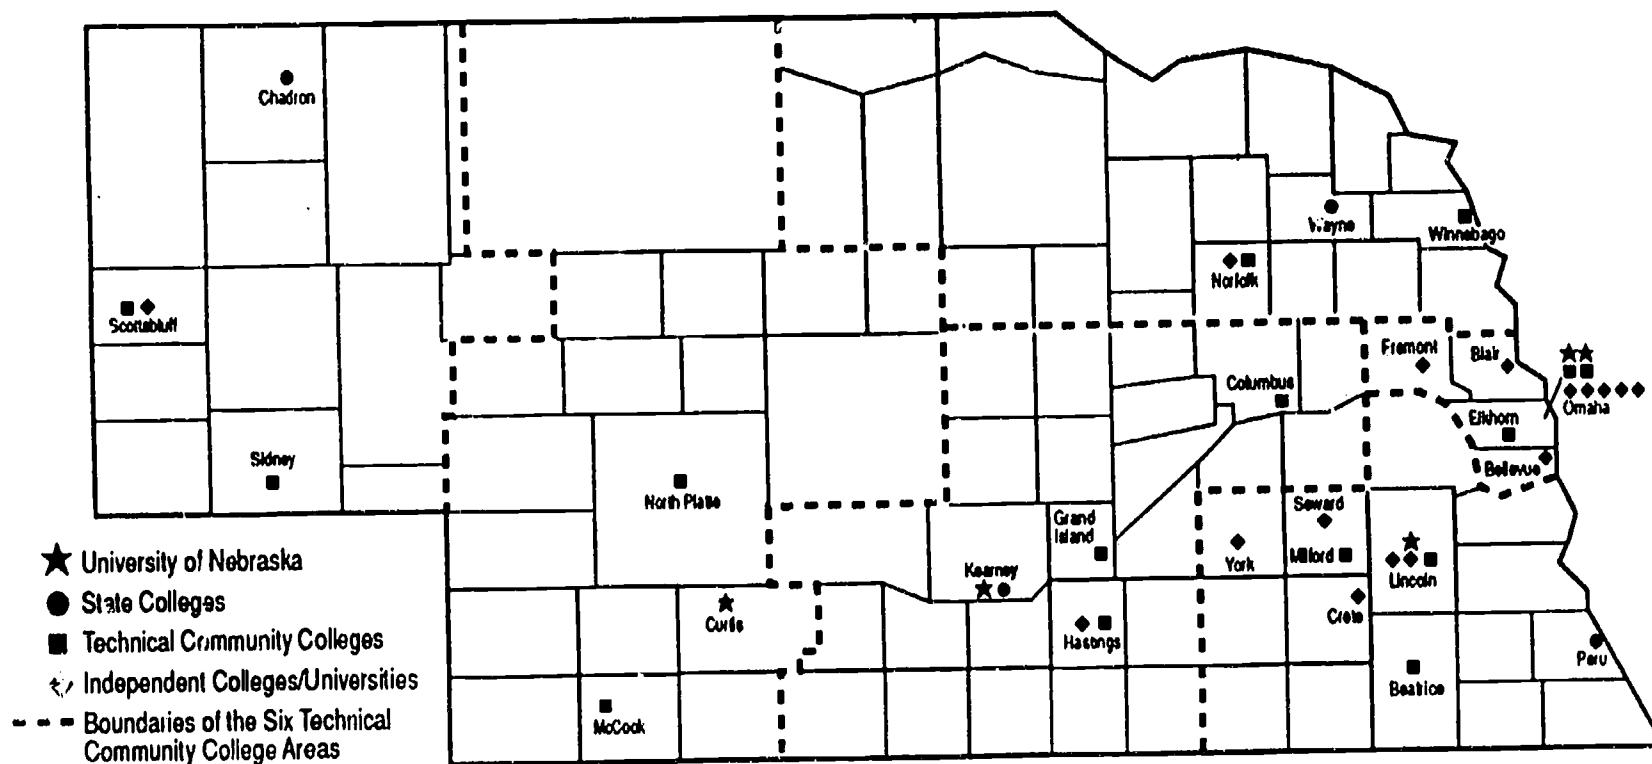 Chadron
Wayne
Winnebago
Norfolk
Scottsbluff
Fremont
Blair
Columbus
Omaha
Elkhorn
Sidney
Bellevue
North Platte
Seward
Grand
Island
York
Milford
Lincoln
Kearney
Curtis
Crete
Hastings
Peru
Beatrice
McCook
University of Nebraska
State Colleges
Technical Community Colleges
Independent Colleges/Universities
Boundaries of the Six Technical
Community College Areas